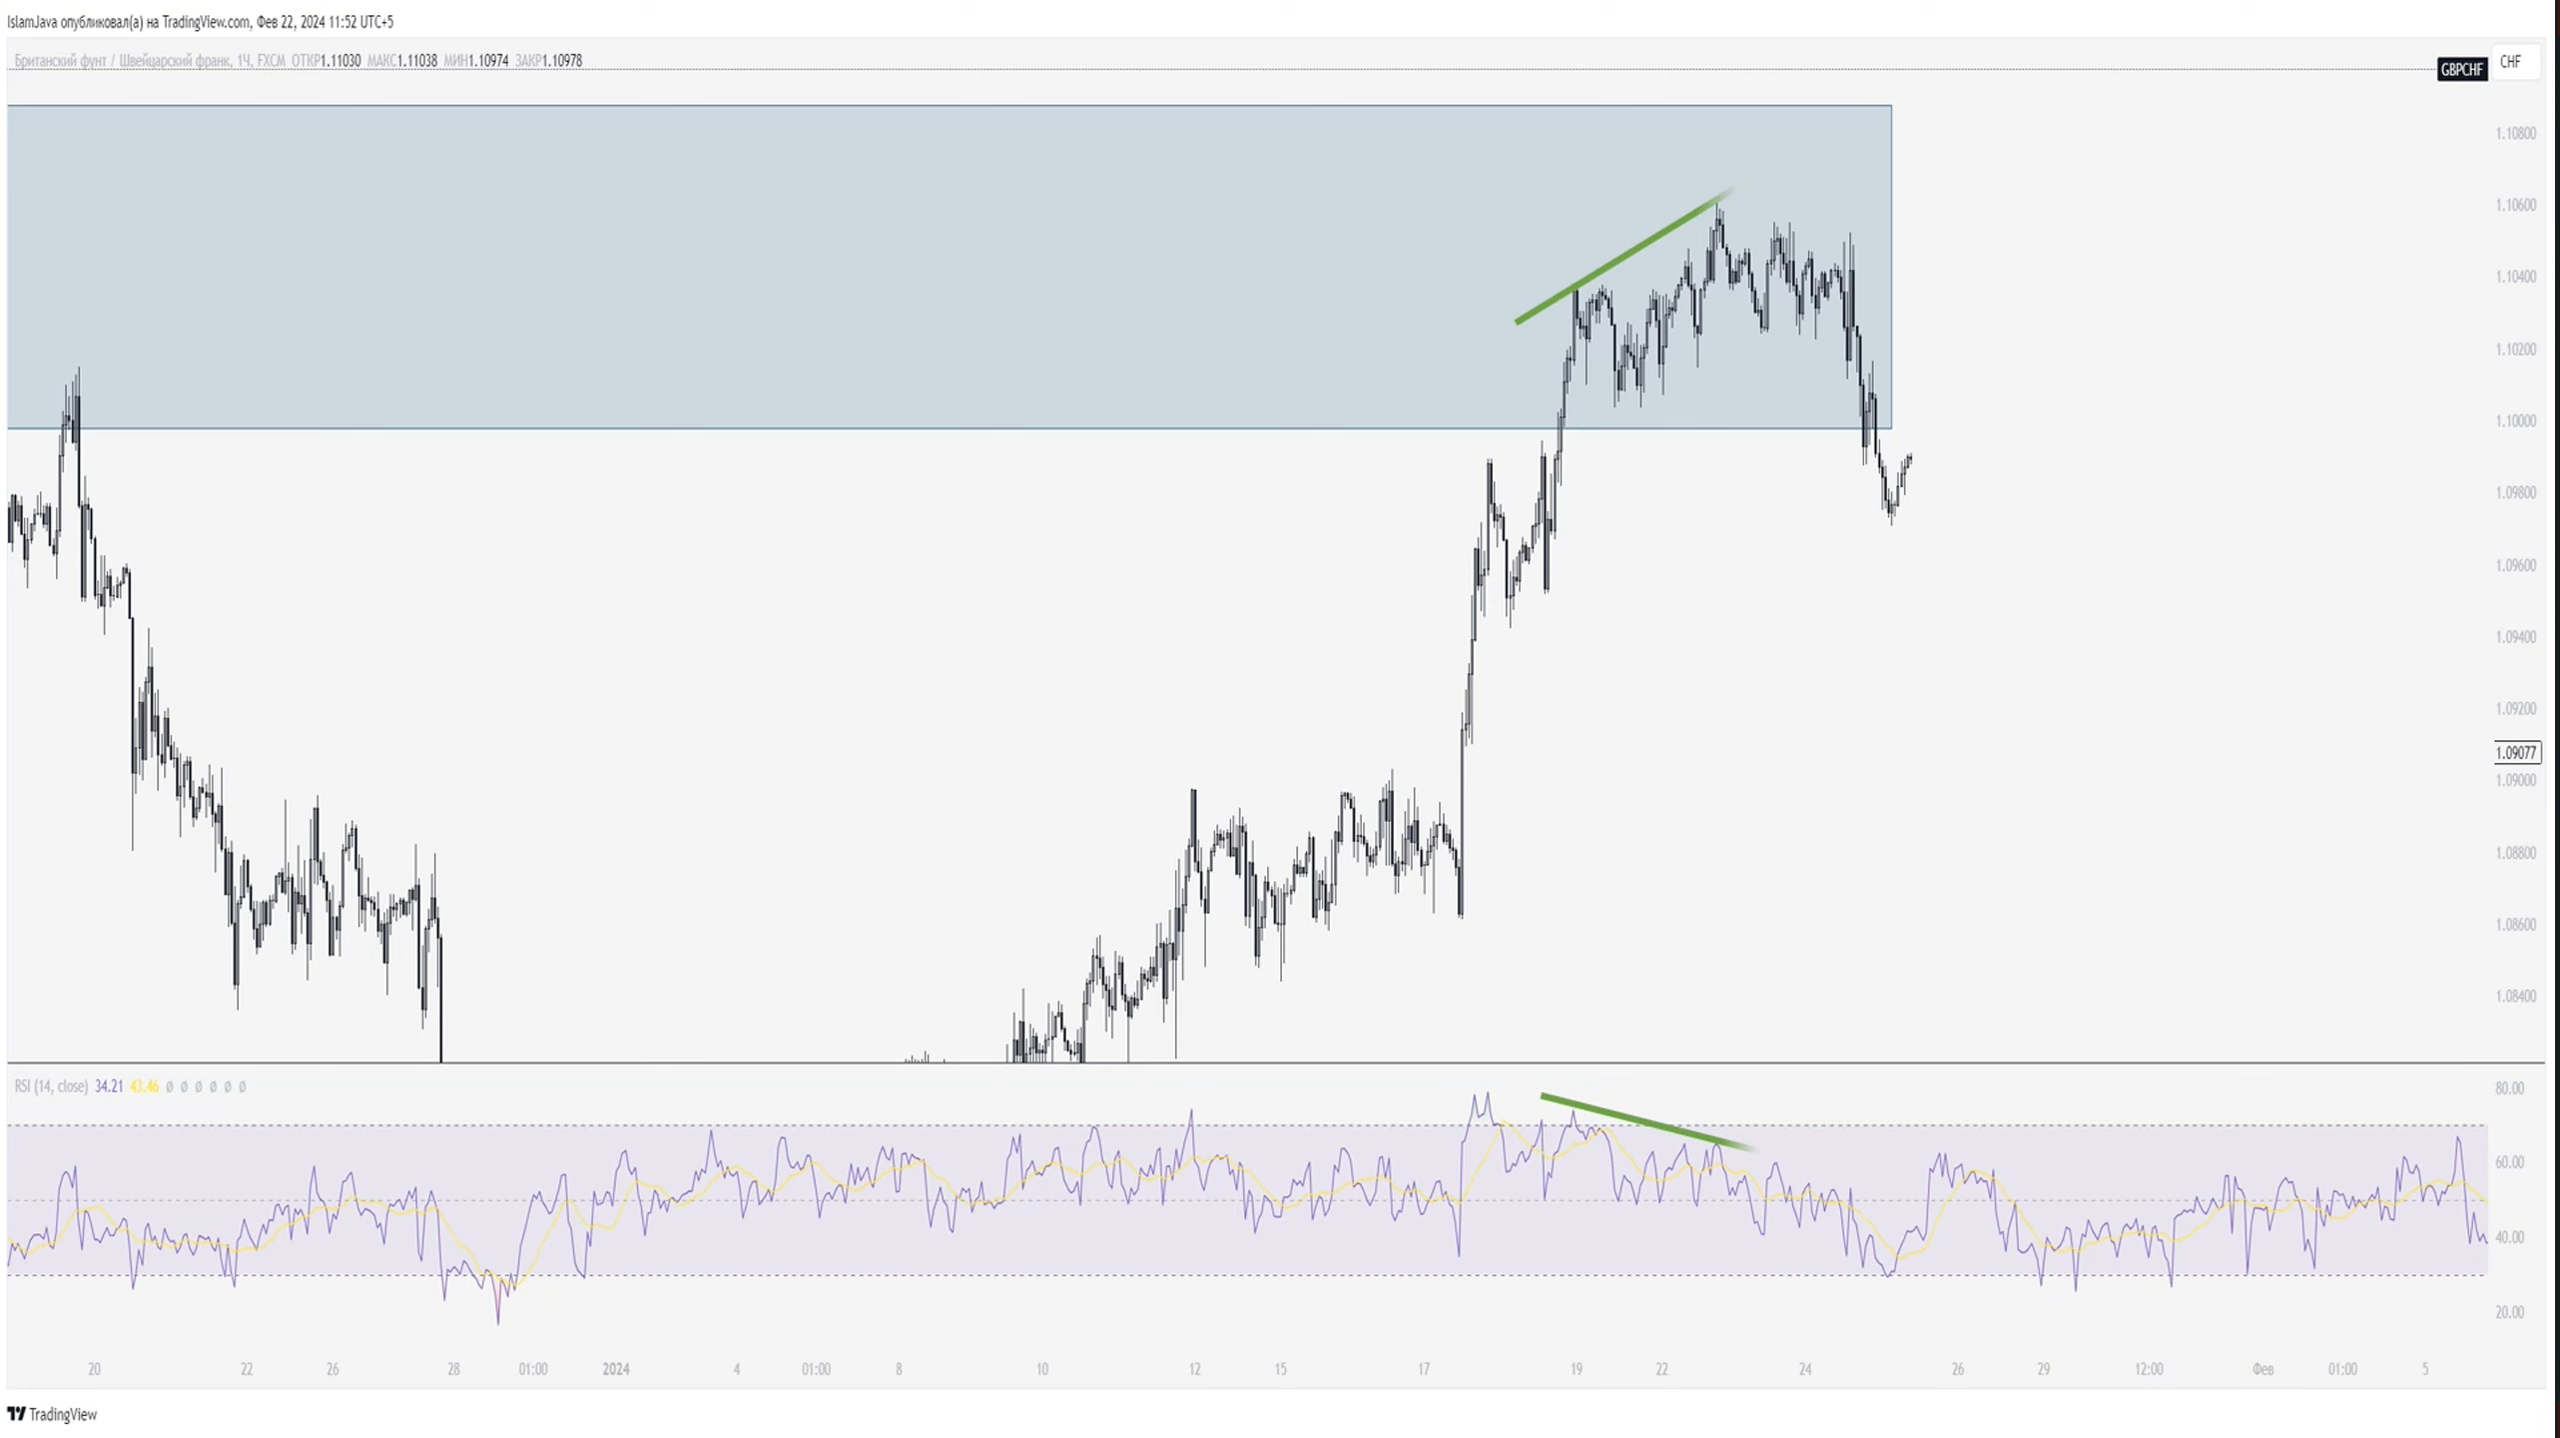 IslamJava опубликовал(а) на TradingView.com, Фев 22, 2024 11:52 UTC+5
Британский фунт / Швейцарский франк, 1Ч, FXCM ОТКР1.11030 МАКС1.11038 МИН1.10974 ЗАКР1.10978
GBPCHF
CHF
1.10800
1.10600
1.10400
1.10200
1.10000
1.09800
1.09600
1.09400
1.09200
1.09077
1.09000
1.08800
1.08600
1.08400
RSI (14, close) 34.21 43.46 Ø Ø Ø Ø Ø Ø
80.00
60.00
40.00
20.00
20 22 26 28 01:00 2024 4 01:00 8 10 12 15 17 19 22 24 26 29 12:00 Фев 01:00 5
TradingView